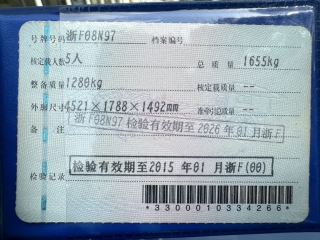 号牌号码 浙F08N97 档案编号
核定载人数 5人 总质量 1655kg
整备质量 1280kg 核定载质量 --
外廓尺寸 4521×1788×1492mm 准牵引总质量 --
备注 浙F08N97 检验有效期至2026年01月浙F
检验记录 检验有效期至2015 年01 月浙F(00)
*3300010334266*